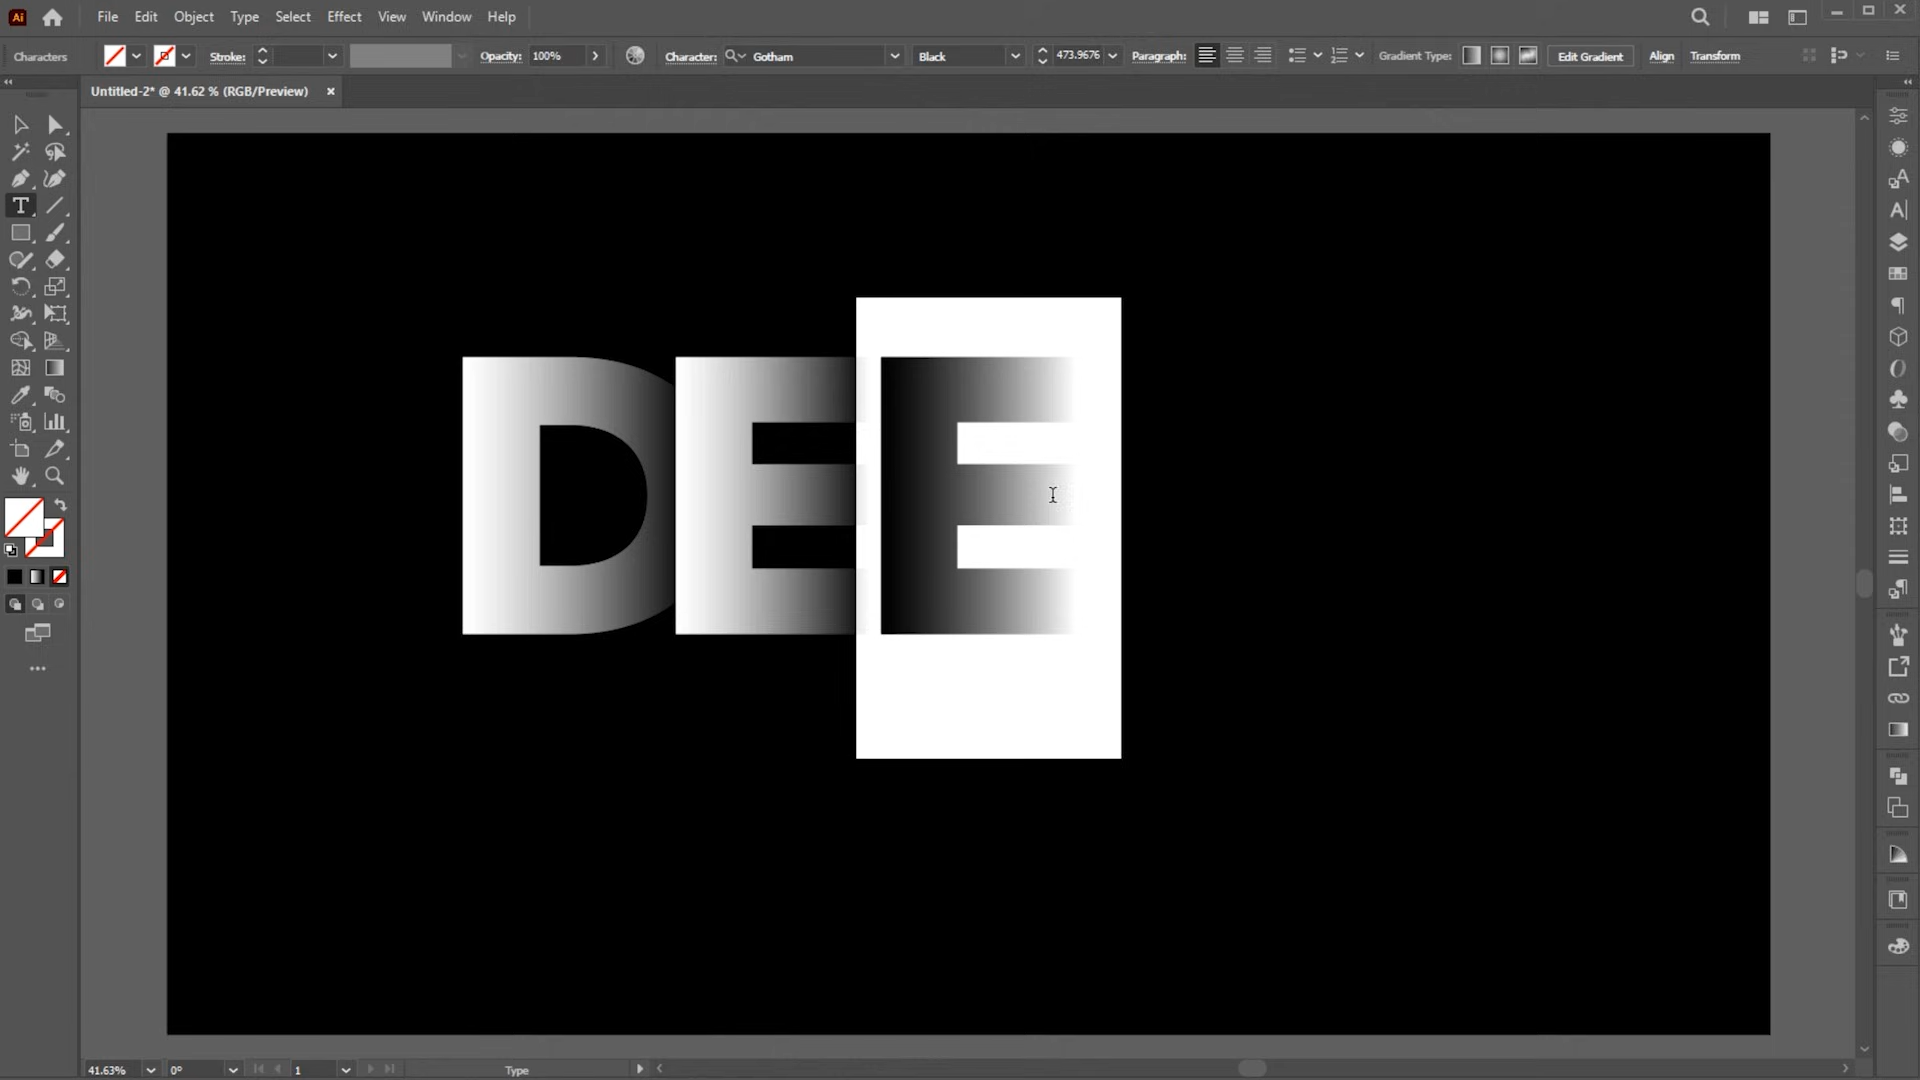 Ai File Edit Object Type Select Effect View Window Help
Characters Stroke: Opacity: 100% Character: Gotham Black 473.9676 Paragraph: Gradient Type: Edit Gradient Align Transform
Untitled-2* @ 41.62 % (RGB/Preview)
DEE
41.63% 0° 1 Type